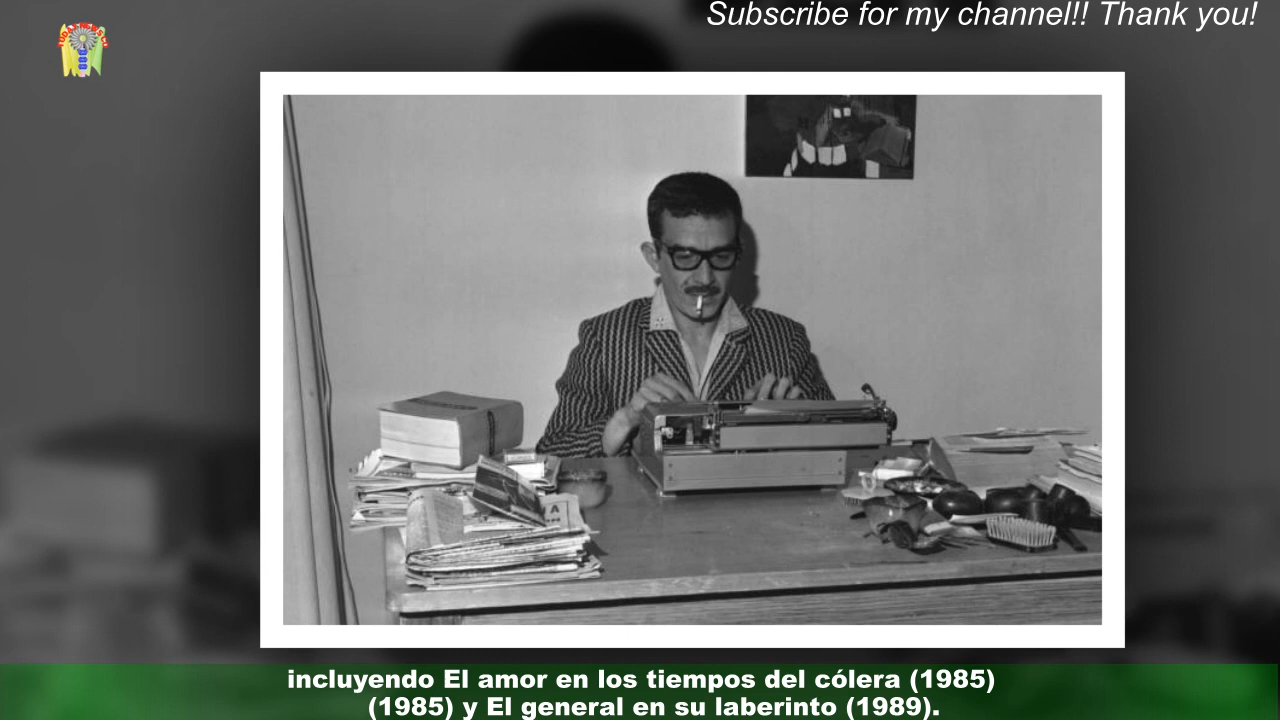 Subscribe for my channel!! Thank you!
incluyendo El amor en los tiempos del cólera (1985)
(1985) y El general en su laberinto (1989).